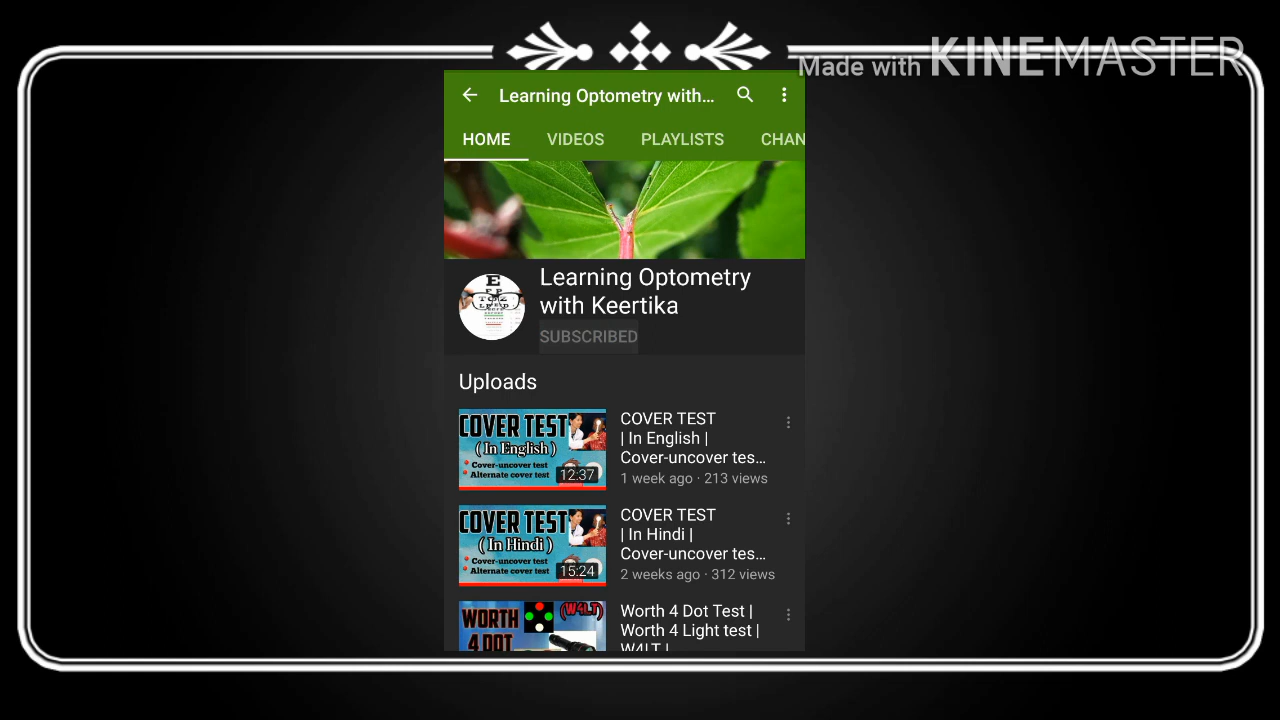 Made with KINEMASTER
Learning Optometry with...
HOME VIDEOS PLAYLISTS CHAN
Learning Optometry
with Keertika
SUBSCRIBED
Uploads
COVER TEST
( In English )
Cover-uncover test
Alternate cover test
12:37
COVER TEST
| In English |
Cover-uncover tes...
1 week ago · 213 views
COVER TEST
( In Hindi )
Cover-uncover test
Alternate cover test
15:24
COVER TEST
| In Hindi |
Cover-uncover tes...
2 weeks ago · 312 views
WORTH
4 DOT
(W4LT)
Worth 4 Dot Test |
Worth 4 Light test |
W4LT |